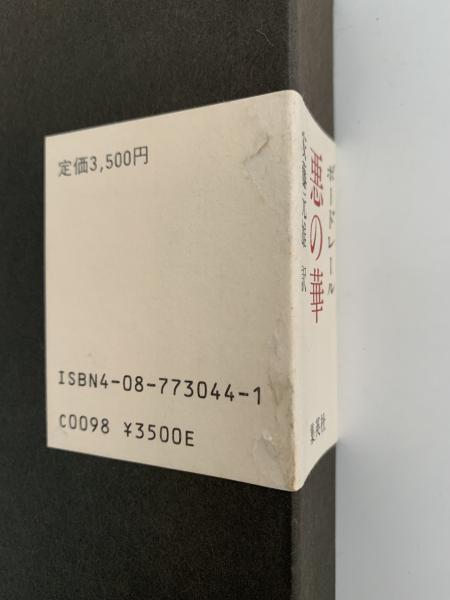 定価3,500円
ISBN4-08-773044-1
C0098 ¥3500E
ボードレール
悪の華
集英社